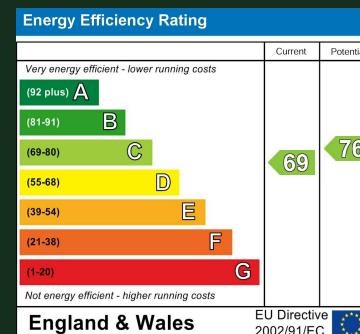 Energy Efficiency Rating
Current
Very energy efficient - lower running costs
(92 plus) A
(81-91) B
(69-80) C
(55-68) D
(39-54) E
(21-38) F
(1-20) G
69
76
Not energy efficient - higher running costs
England & Wales
EU Directive
2002/91/EC